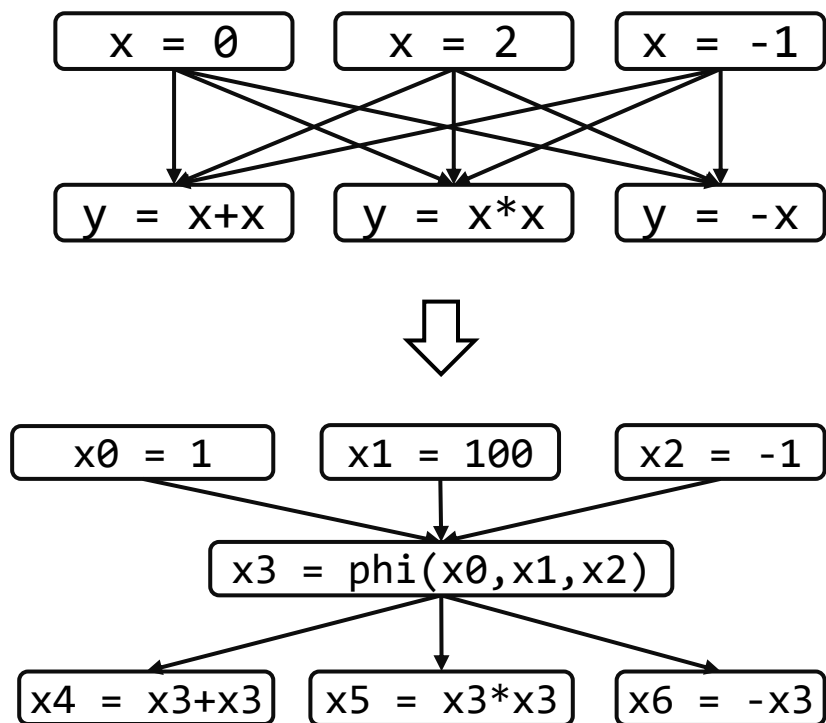 x = 0
x = 2
x = -1
y = x+x
y = x*x
y = -x
x0 = 1
x1 = 100
x2 = -1
x3 = phi(x0,x1,x2)
x4 = x3+x3
x5 = x3*x3
x6 = -x3